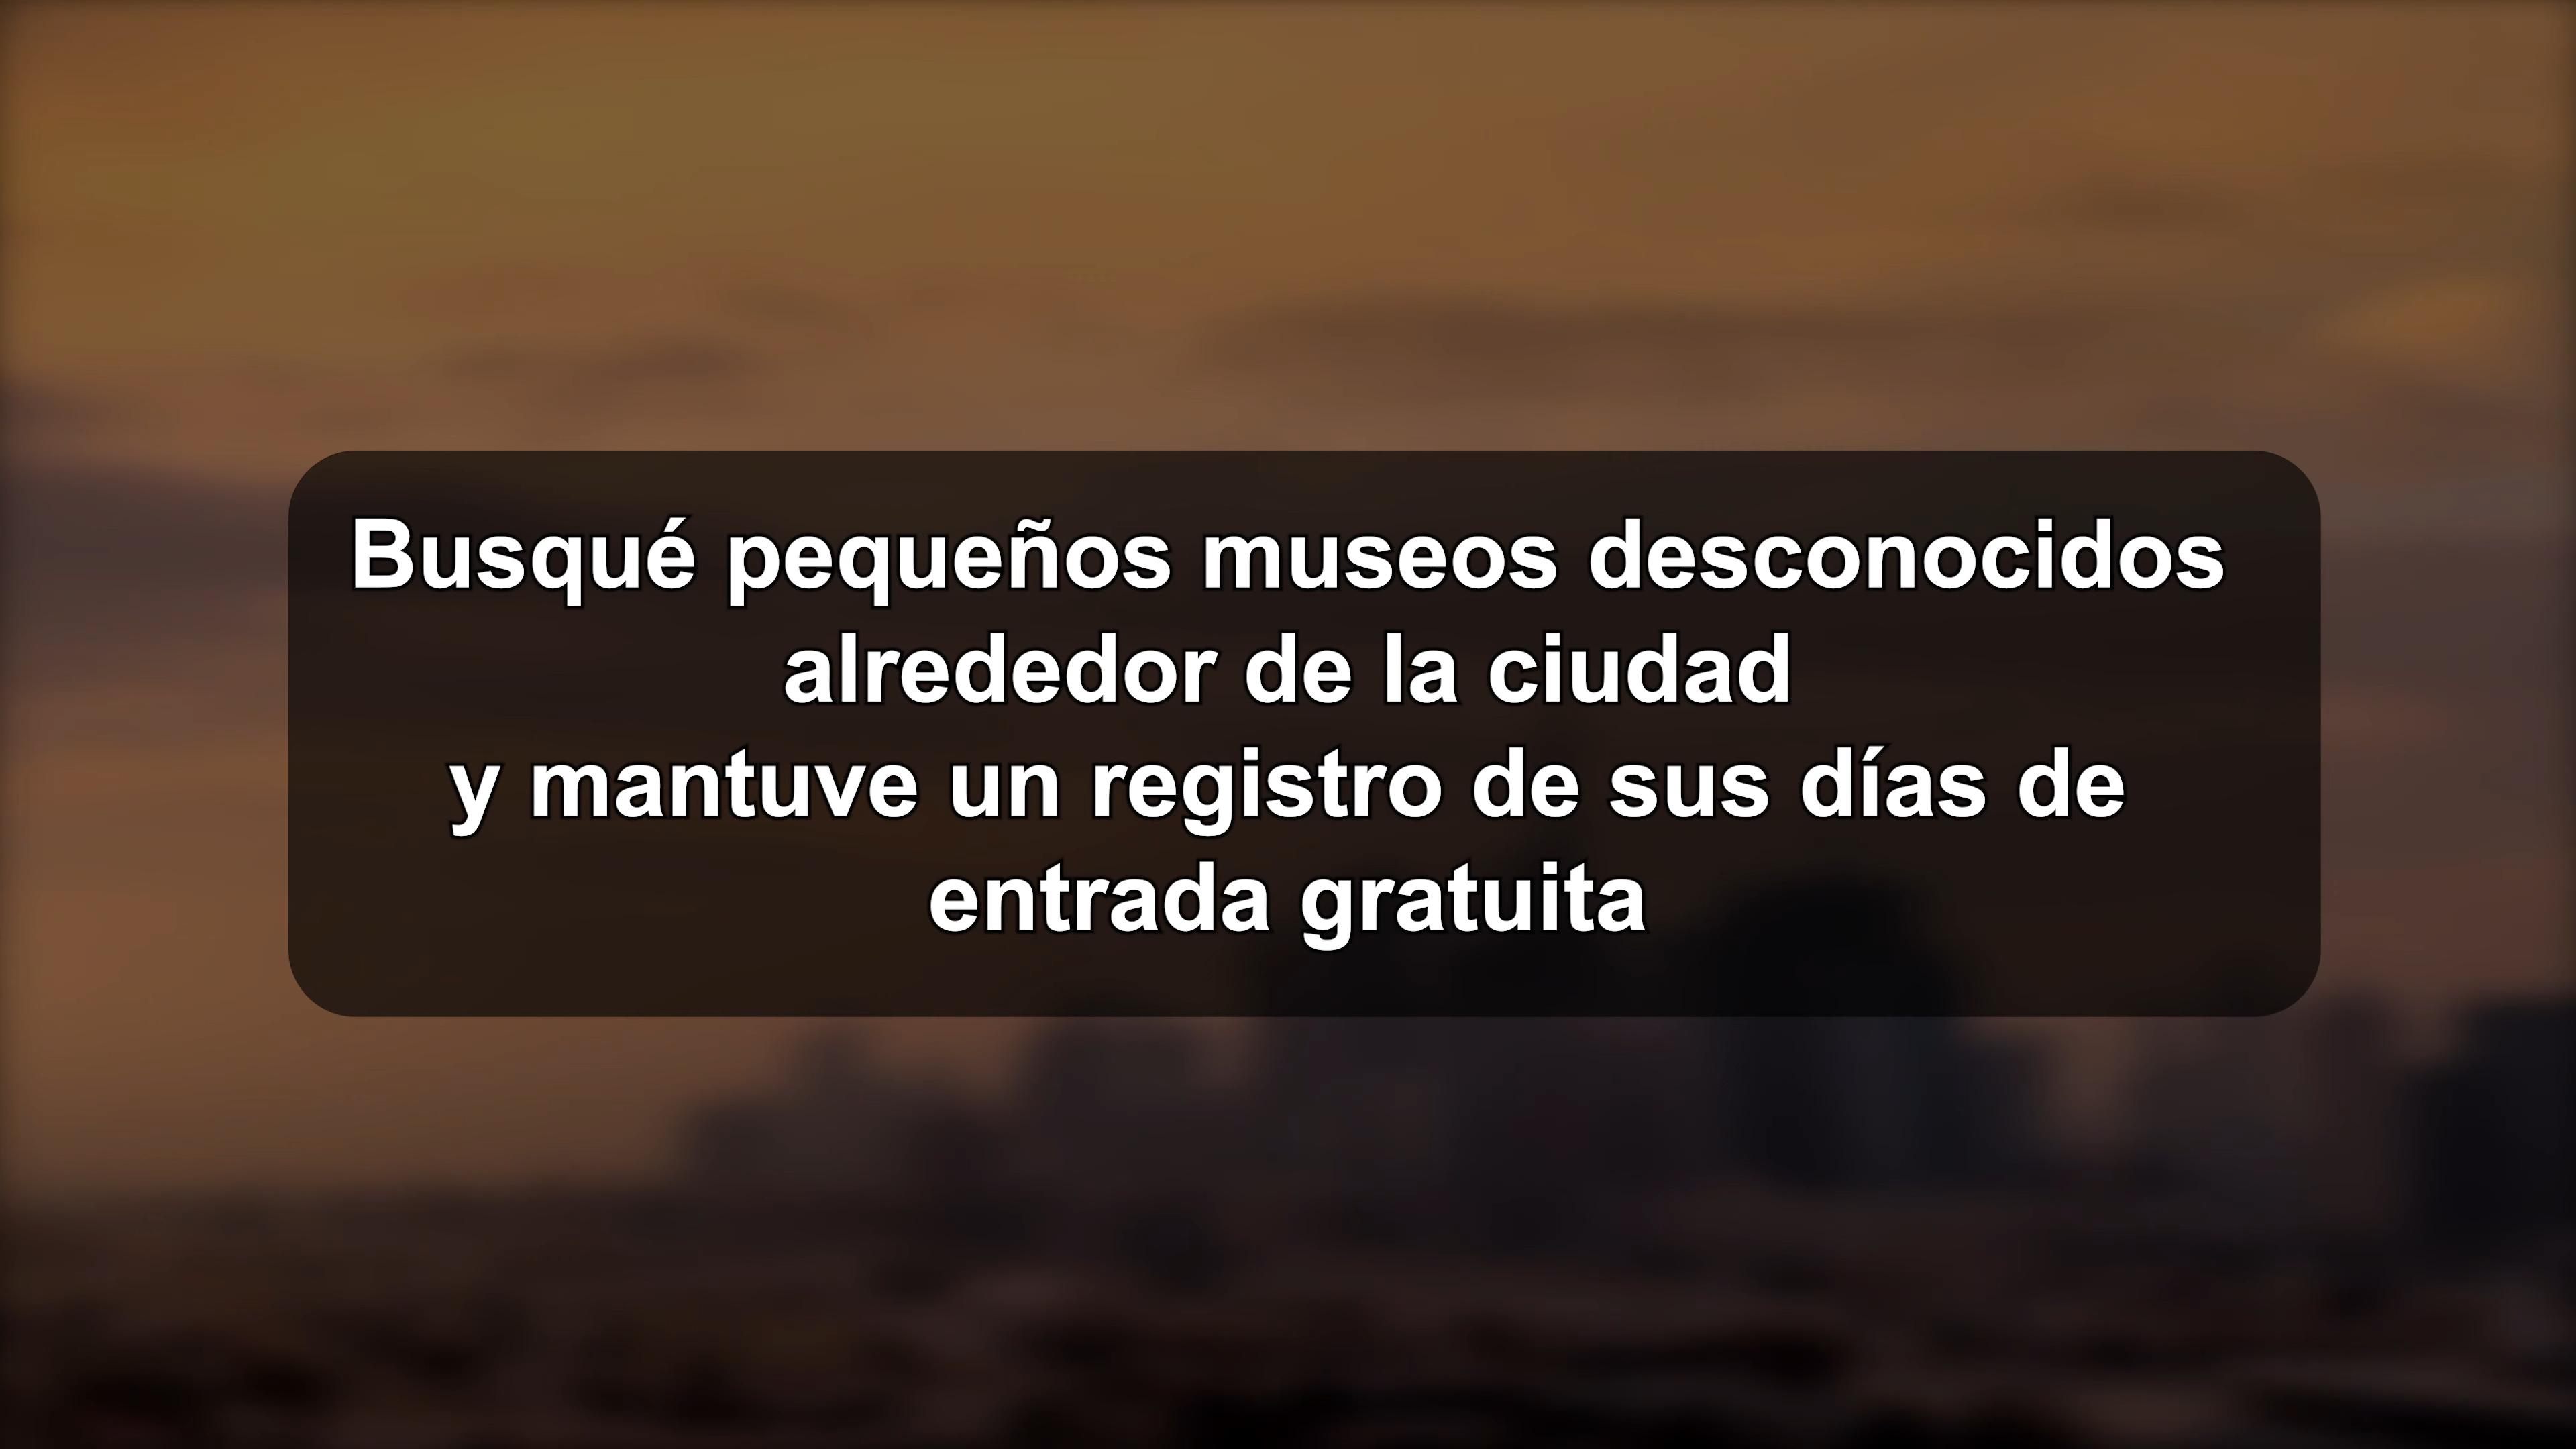 Busqué pequeños museos desconocidos
alrededor de la ciudad
y mantuve un registro de sus días de
entrada gratuita